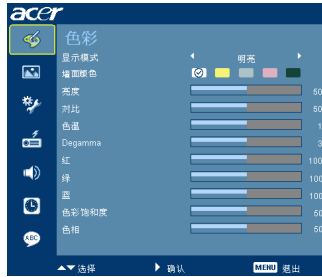 acer
色彩
显示模式 明亮
墙面颜色
亮度 50
对比 50
色温 1
Degamma 3
红 100
绿 100
蓝 100
色彩饱和度 50
色相 50
ABC
选择 确认 MENU 退出